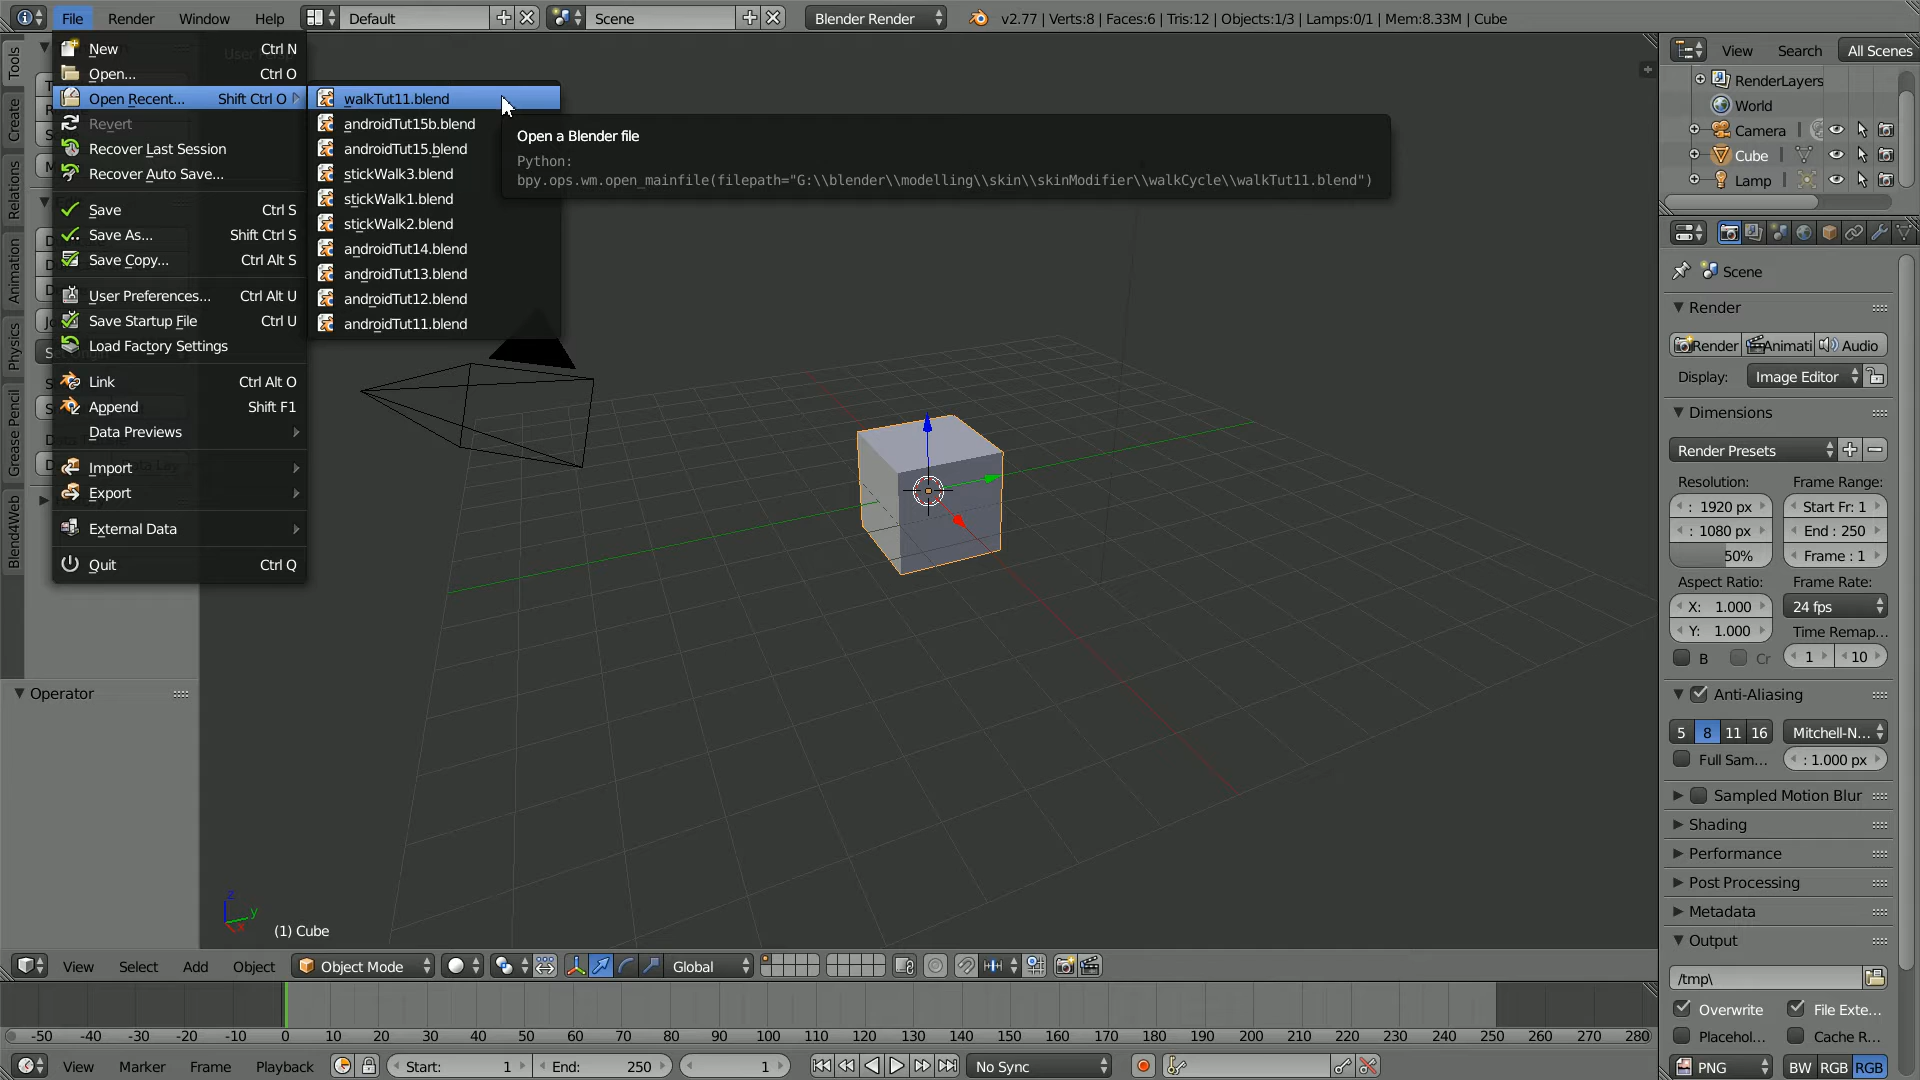 File Render Window Help Default Scene Blender Render v2.77 | Verts:8 | Faces:6 | Tris:12 | Objects:1/3 | Lamps:0/1 | Mem:8.33M | Cube
New Ctrl N
Open... Ctrl O
Open Recent... Shift Ctrl O
Revert
Recover Last Session
Recover Auto Save...
Save Ctrl S
Save As... Shift Ctrl S
Save Copy... Ctrl Alt S
User Preferences... Ctrl Alt U
Save Startup File Ctrl U
Load Factory Settings
Link Ctrl Alt O
Append Shift F1
Data Previews
Import
Export
External Data
Quit Ctrl Q
walkTut11.blend
androidTut15b.blend
androidTut15.blend
stickWalk3.blend
stickWalk1.blend
stickWalk2.blend
androidTut14.blend
androidTut13.blend
androidTut12.blend
androidTut11.blend
Open a Blender file
Python:
bpy.ops.wm.open_mainfile(filepath="G:\\blender\\modelling\\skin\\skinModifier\\walkCycle\\walkTut11.blend")
Tools
Create
Relations
Animation
Physics
Grease Pencil
Blend4Web
Operator
z
y
x
(1) Cube
View Search All Scenes
RenderLayers
World
Camera
Cube
Lamp
Scene
Render
Render Animati Audio
Display: Image Editor
Dimensions
Render Presets
Resolution: Frame Range:
: 1920 px Start Fr: 1
: 1080 px End : 250
50% Frame : 1
Aspect Ratio: Frame Rate:
X: 1.000 24 fps
Y: 1.000 Time Remap...
B Cr 1 10
Anti-Aliasing
5 8 11 16 Mitchell-N...
Full Sam... : 1.000 px
Sampled Motion Blur
Shading
Performance
Post Processing
Metadata
Output
/tmp\
Overwrite File Exte...
Placehol... Cache R...
PNG BW RGB RGB
View Select Add Object Object Mode Global
-50 -40 -30 -20 -10 0 10 20 30 40 50 60 70 80 90 100 110 120 130 140 150 160 170 180 190 200 210 220 230 240 250 260 270 280
View Marker Frame Playback Start: 1 End: 250 1 No Sync